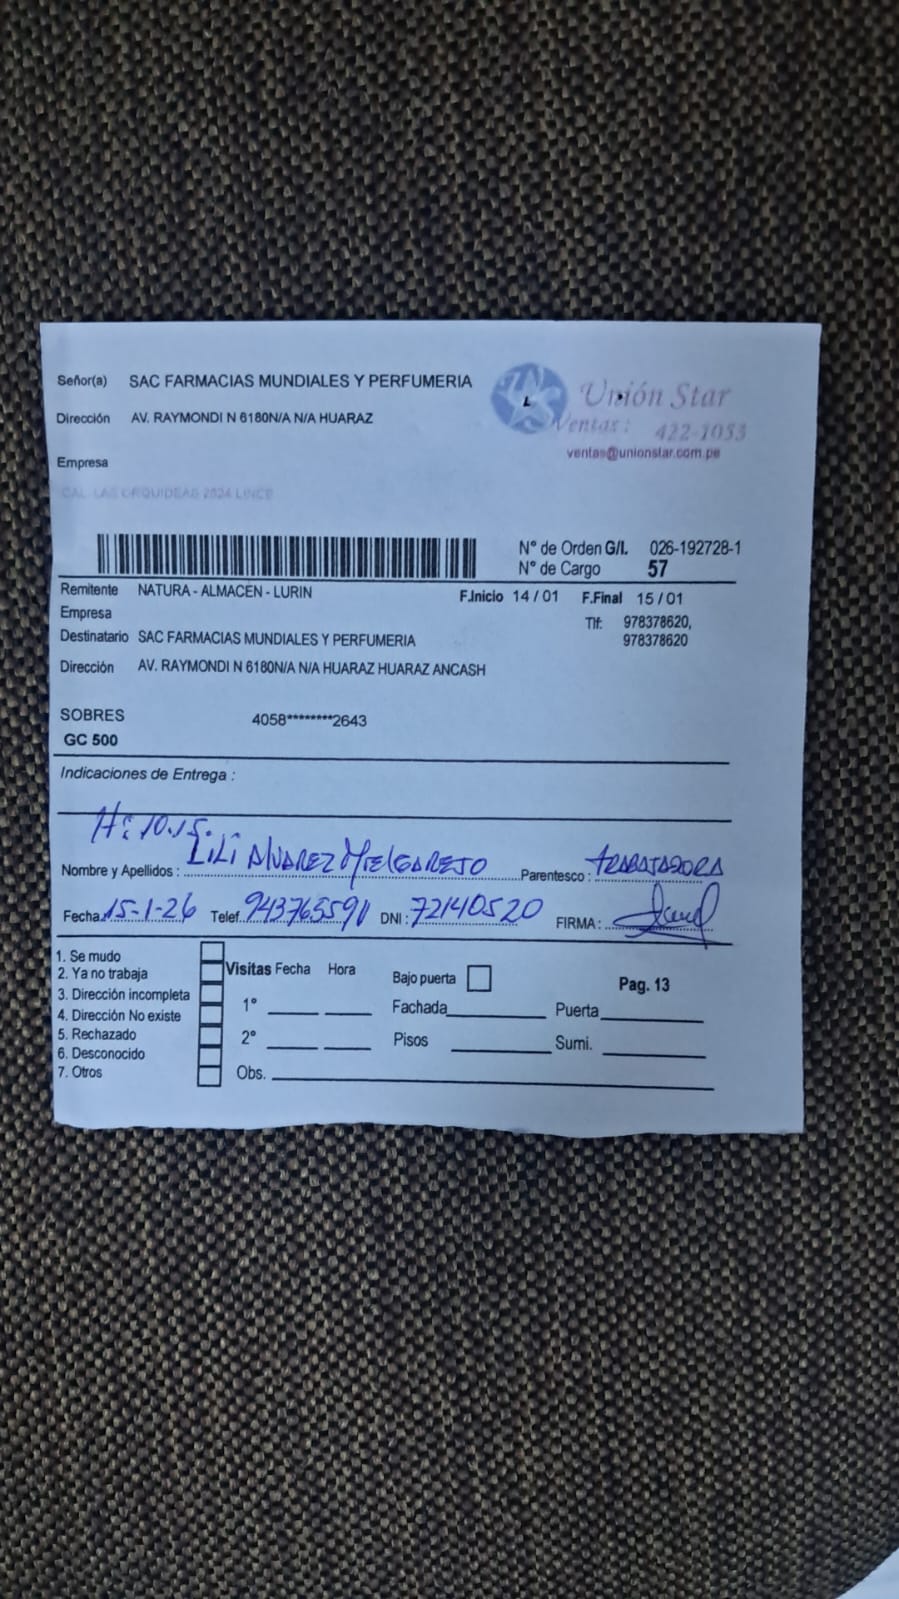 Señor(a) SAC FARMACIAS MUNDIALES Y PERFUMERIA
Unión Star
Dirección AV. RAYMONDI N 6180N/A N/A HUARAZ
Ventas: 422-1053
ventas@unionstar.com.pe
Empresa
CAL. LAS ORQUIDEAS 2624 LINCE
N° de Orden G/I. 026-192728-1
N° de Cargo 57
Remitente NATURA - ALMACEN - LURIN F.Inicio 14 / 01 F.Final 15 / 01
Empresa Tlf: 978378620,
Destinatario SAC FARMACIAS MUNDIALES Y PERFUMERIA 978378620
Dirección AV. RAYMONDI N 6180N/A N/A HUARAZ HUARAZ ANCASH
SOBRES 4058********2643
GC 500
Indicaciones de Entrega :
H: 10.15.
Nombre y Apellidos : LiLi ALVAREZ MELGAREJO Parentesco : TRABAJADORA
Fecha 15-1-26 Telef. 943765591 DNI : 72140520 FIRMA :
1. Se mudo
2. Ya no trabaja
3. Dirección incompleta
4. Dirección No existe
5. Rechazado
6. Desconocido
7. Otros
Visitas Fecha Hora
1°
2°
Obs.
Bajo puerta Pag. 13
Fachada Puerta
Pisos Sumi.